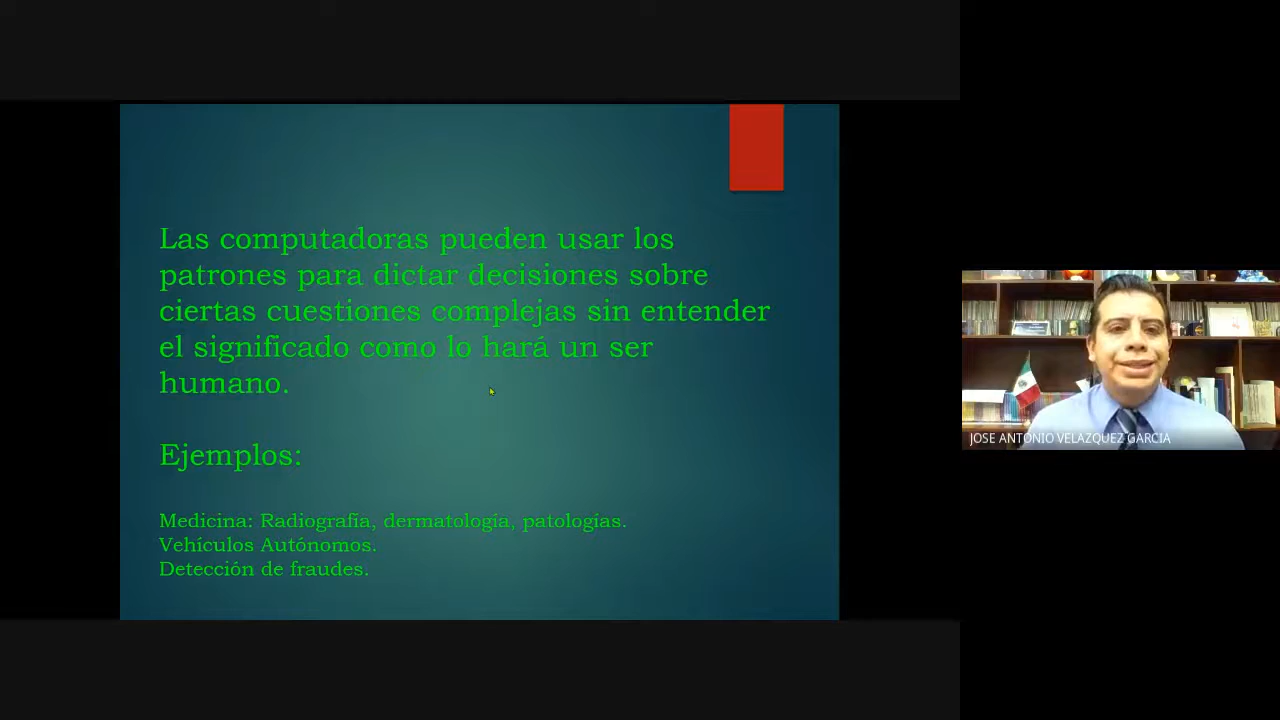 Las computadoras pueden usar los
patrones para dictar decisiones sobre
ciertas cuestiones complejas sin entender
el significado como lo hará un ser
humano.
Ejemplos:
Medicina: Radiografía, dermatología, patologías.
Vehículos Autónomos.
Detección de fraudes.
JOSE ANTONIO VELAZQUEZ GARCIA